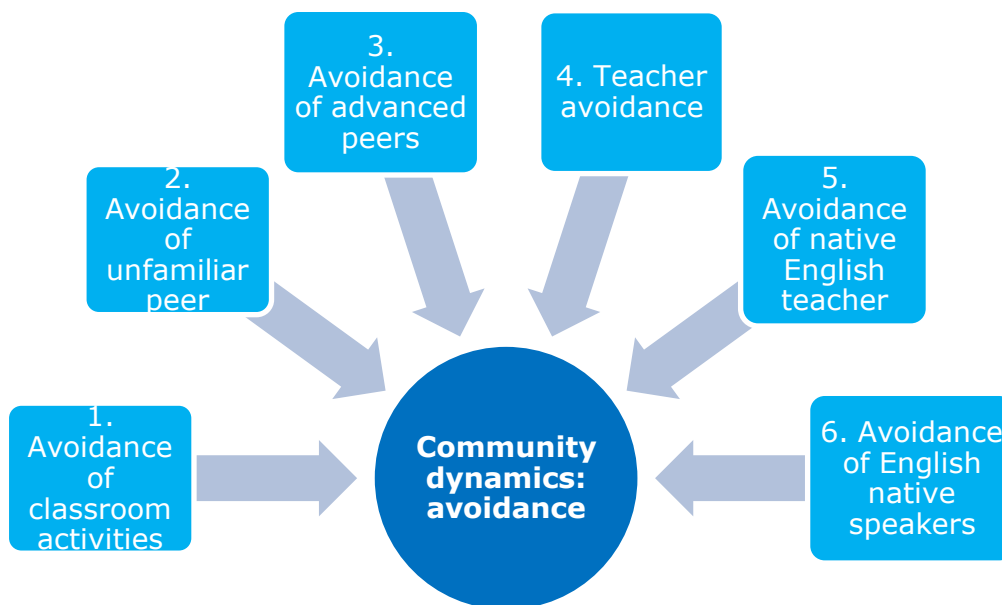 1.
Avoidance
of
classroom
activities
2.
Avoidance
of
unfamiliar
peer
3.
Avoidance
of advanced
peers
4. Teacher
avoidance
5.
Avoidance
of native
English
teacher
6. Avoidance
of English
native
speakers
Community
dynamics:
avoidance